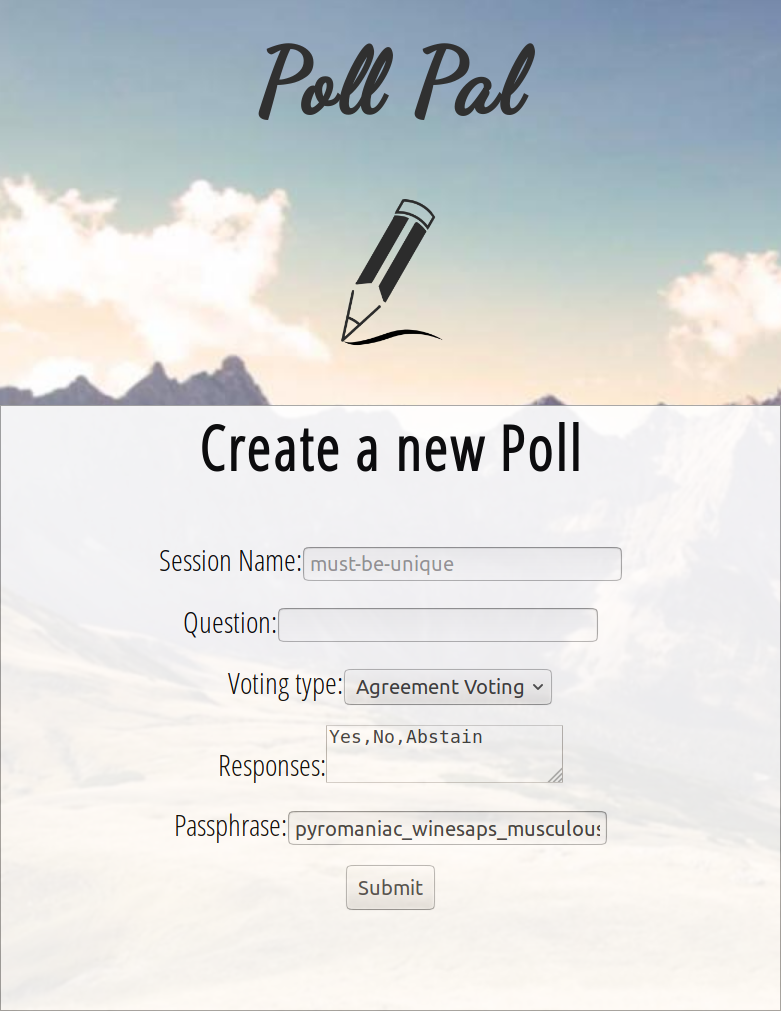 Poll Pal
Create a new Poll
Session Name: must-be-unique
Question:
Voting type: Agreement Voting
Responses: Yes,No,Abstain
Passphrase: pyromaniac_winesaps_musculous
Submit